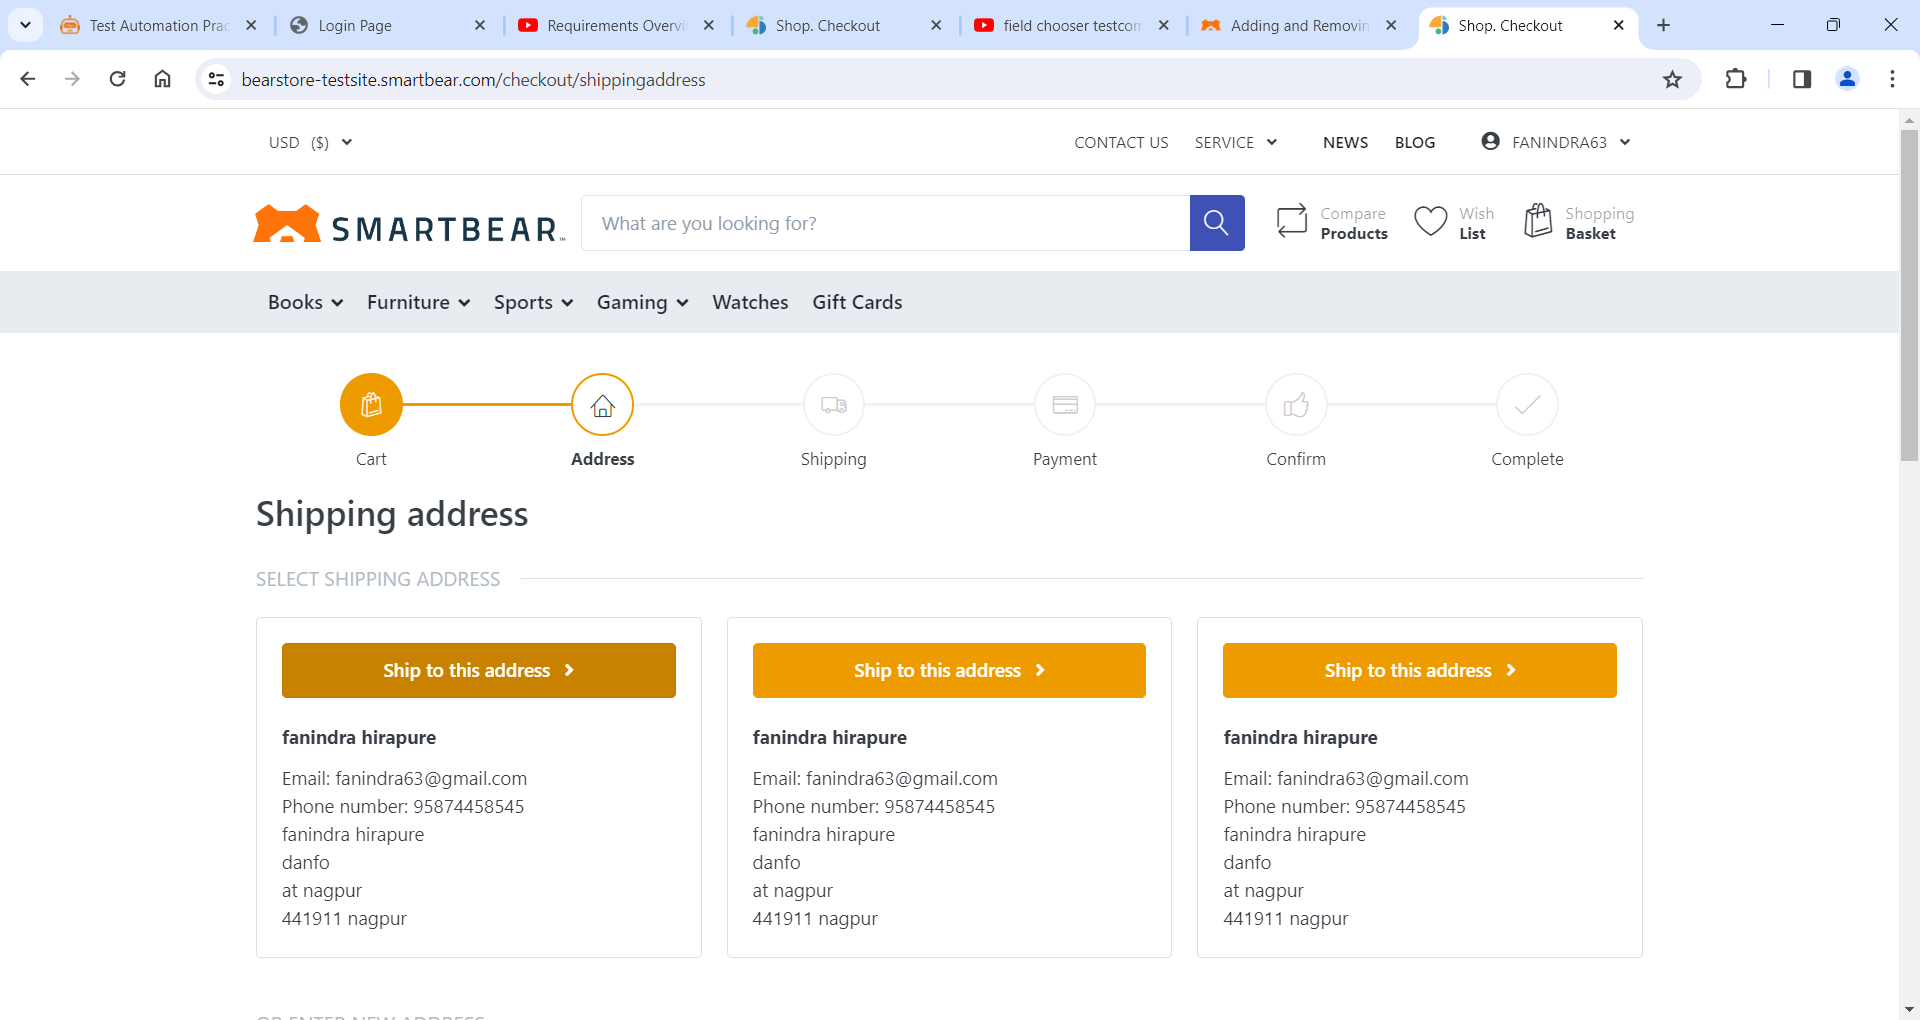 Test Automation Prac
Login Page
Requirements Overvi
Shop. Checkout
field chooser testcom
Adding and Removin
Shop. Checkout
bearstore-testsite.smartbear.com/checkout/shippingaddress
USD ($)
CONTACT US SERVICE NEWS BLOG FANINDRA63
SMARTBEAR
What are you looking for?
Compare
Products
Wish
List
Shopping
Basket
Books Furniture Sports Gaming Watches Gift Cards
Cart Address Shipping Payment Confirm Complete
Shipping address
SELECT SHIPPING ADDRESS
Ship to this address
fanindra hirapure
Email: fanindra63@gmail.com
Phone number: 95874458545
fanindra hirapure
danfo
at nagpur
441911 nagpur
Ship to this address
fanindra hirapure
Email: fanindra63@gmail.com
Phone number: 95874458545
fanindra hirapure
danfo
at nagpur
441911 nagpur
Ship to this address
fanindra hirapure
Email: fanindra63@gmail.com
Phone number: 95874458545
fanindra hirapure
danfo
at nagpur
441911 nagpur
OR ENTER NEW ADDRESS